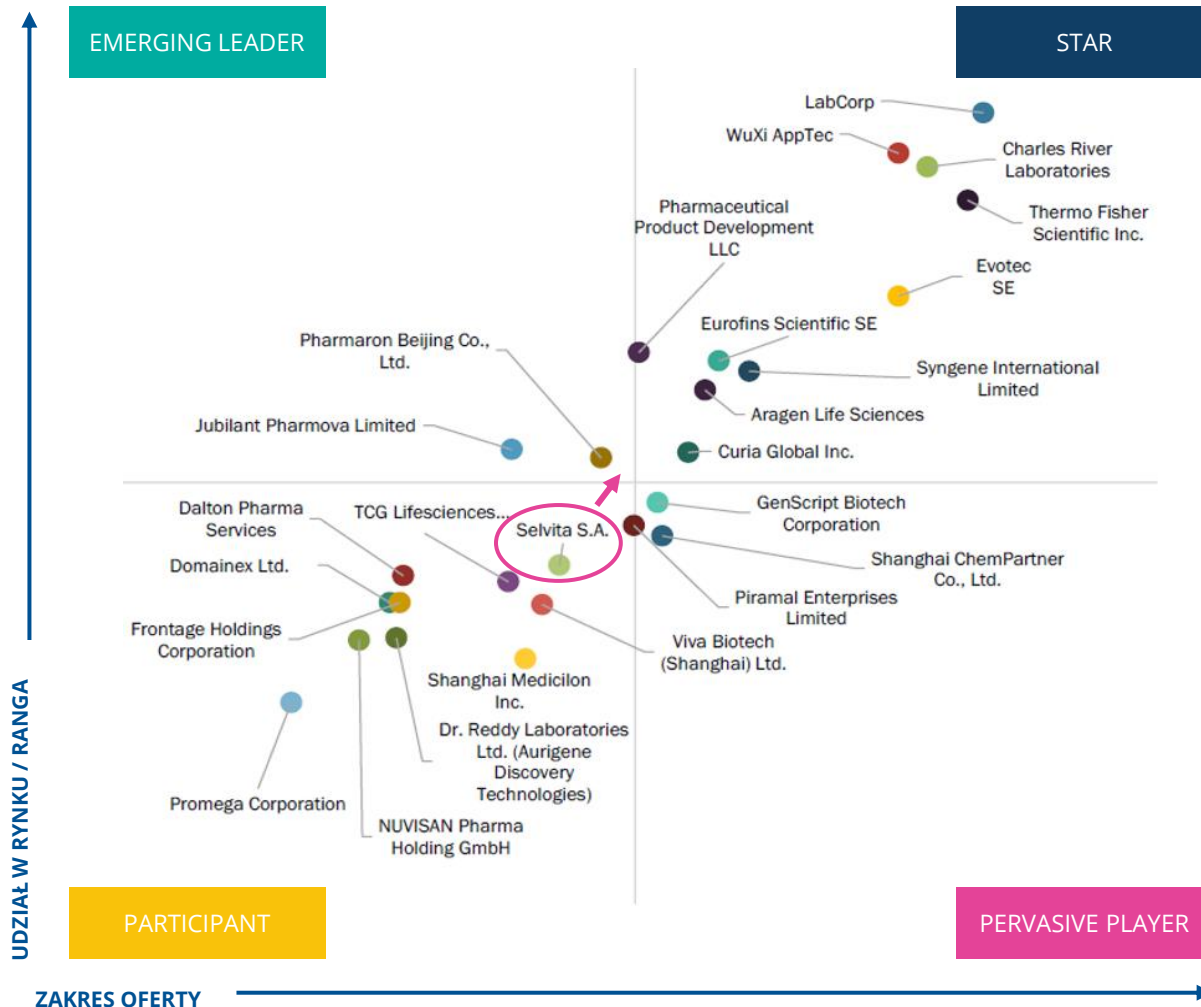 EMERGING LEADER
STAR
LabCorp
WuXi AppTec
Charles River
Laboratories
Pharmaceutical
Product Development
LLC
Thermo Fisher
Scientific Inc.
Evotec
SE
Eurofins Scientific SE
Pharmaron Beijing Co.,
Ltd.
Syngene International
Limited
Aragen Life Sciences
Jubilant Pharmova Limited
Curia Global Inc.
Dalton Pharma
Services
TCG Lifesciences...
Selvita S.A.
GenScript Biotech
Corporation
Domainex Ltd.
Shanghai ChemPartner
Co., Ltd.
Piramal Enterprises
Limited
Frontage Holdings
Corporation
Viva Biotech
(Shanghai) Ltd.
Shanghai Medicilon
Inc.
Dr. Reddy Laboratories
Ltd. (Aurigene
Discovery
Technologies)
Promega Corporation
NUVISAN Pharma
Holding GmbH
UDZIAŁ W RYNKU / RANGA
PARTICIPANT
PERVASIVE PLAYER
ZAKRES OFERTY